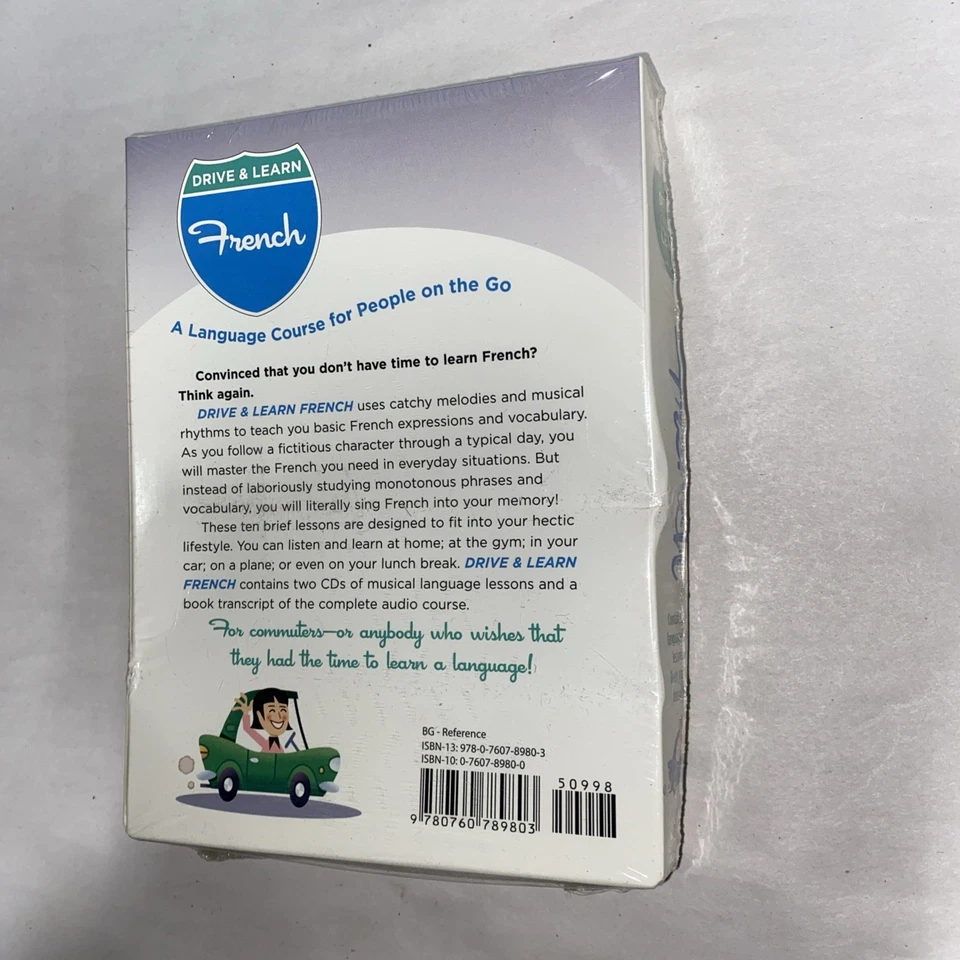 DRIVE & LEARN
French
A Language Course for People on the Go
Convinced that you don't have time to learn French?
Think again.
DRIVE & LEARN FRENCH uses catchy melodies and musical
rhythms to teach you basic French expressions and vocabulary.
As you follow a fictitious character through a typical day, you
will master the French you need in everyday situations. But
instead of laboriously studying monotonous phrases and
vocabulary, you will literally sing French into your memory!
These ten brief lessons are designed to fit into your hectic
lifestyle. You can listen and learn at home; at the gym; in your
car; on a plane; or even on your lunch break. DRIVE & LEARN
FRENCH contains two CDs of musical language lessons and a
book transcript of the complete audio course.
For commuters—or anybody who wishes that
they had the time to learn a language!
BG - Reference
ISBN-13: 978-0-7607-8980-3
ISBN-10: 0-7607-8980-0
50998
9 780760 789803